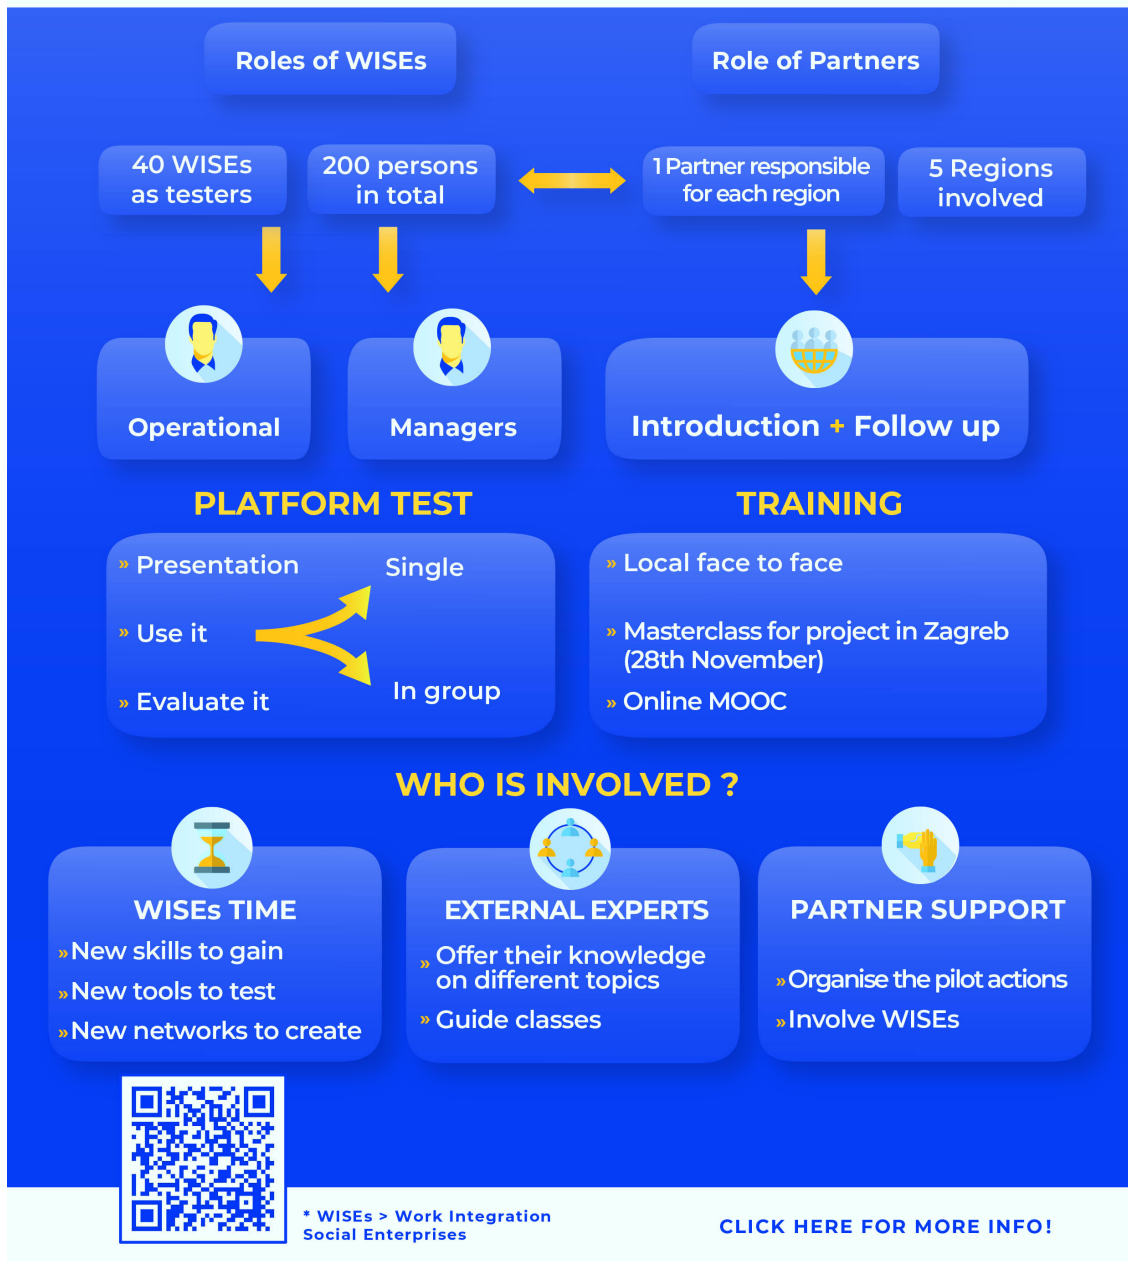 Roles of WISEs
Role of Partners
40 WISEs
as testers
200 persons
in total
1 Partner responsible
for each region
5 Regions
involved
Operational
Managers
Introduction + Follow up
PLATFORM TEST
» Presentation
Single
» Use it
In group
» Evaluate it
TRAINING
» Local face to face
» Masterclass for project in Zagreb
(28th November)
» Online MOOC
WHO IS INVOLVED ?
WISEs TIME
» New skills to gain
» New tools to test
» New networks to create
EXTERNAL EXPERTS
» Offer their knowledge
on different topics
» Guide classes
PARTNER SUPPORT
» Organise the pilot actions
» Involve WISEs
* WISEs > Work Integration
Social Enterprises
CLICK HERE FOR MORE INFO!